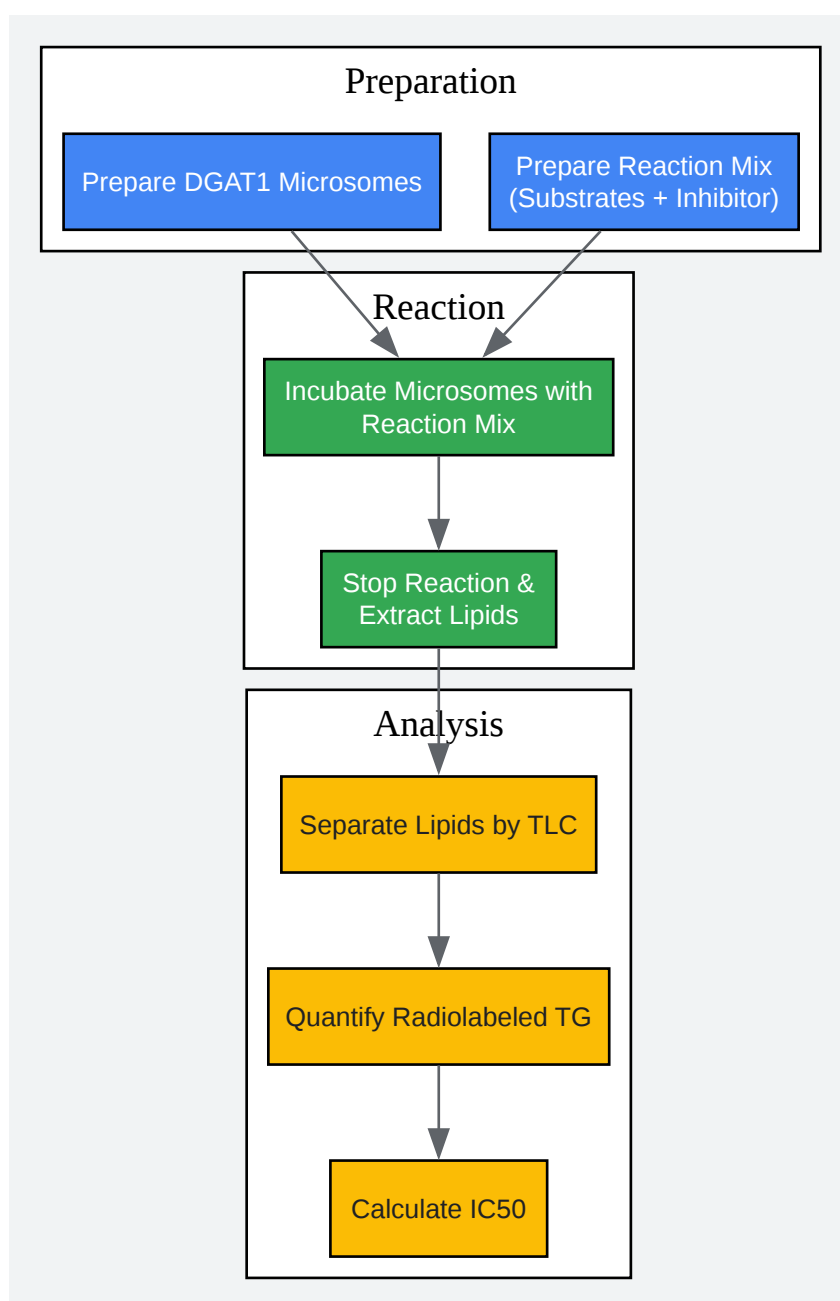 Preparation
Prepare DGAT1 Microsomes
Prepare Reaction Mix
(Substrates + Inhibitor)
Reaction
Incubate Microsomes with
Reaction Mix
Stop Reaction &
Extract Lipids
Analysis
Separate Lipids by TLC
Quantify Radiolabeled TG
Calculate IC50